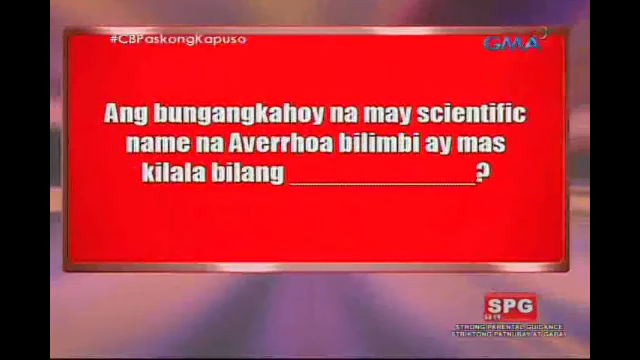 #CBPaskongKapuso
GMA
Ang bungangkahoy na may scientific
name na Averrhoa bilimbi ay mas
kilala bilang ________________?
SPG
STRONG PARENTAL GUIDANCE
STRIKTONG PATNUBAY AT GABAY